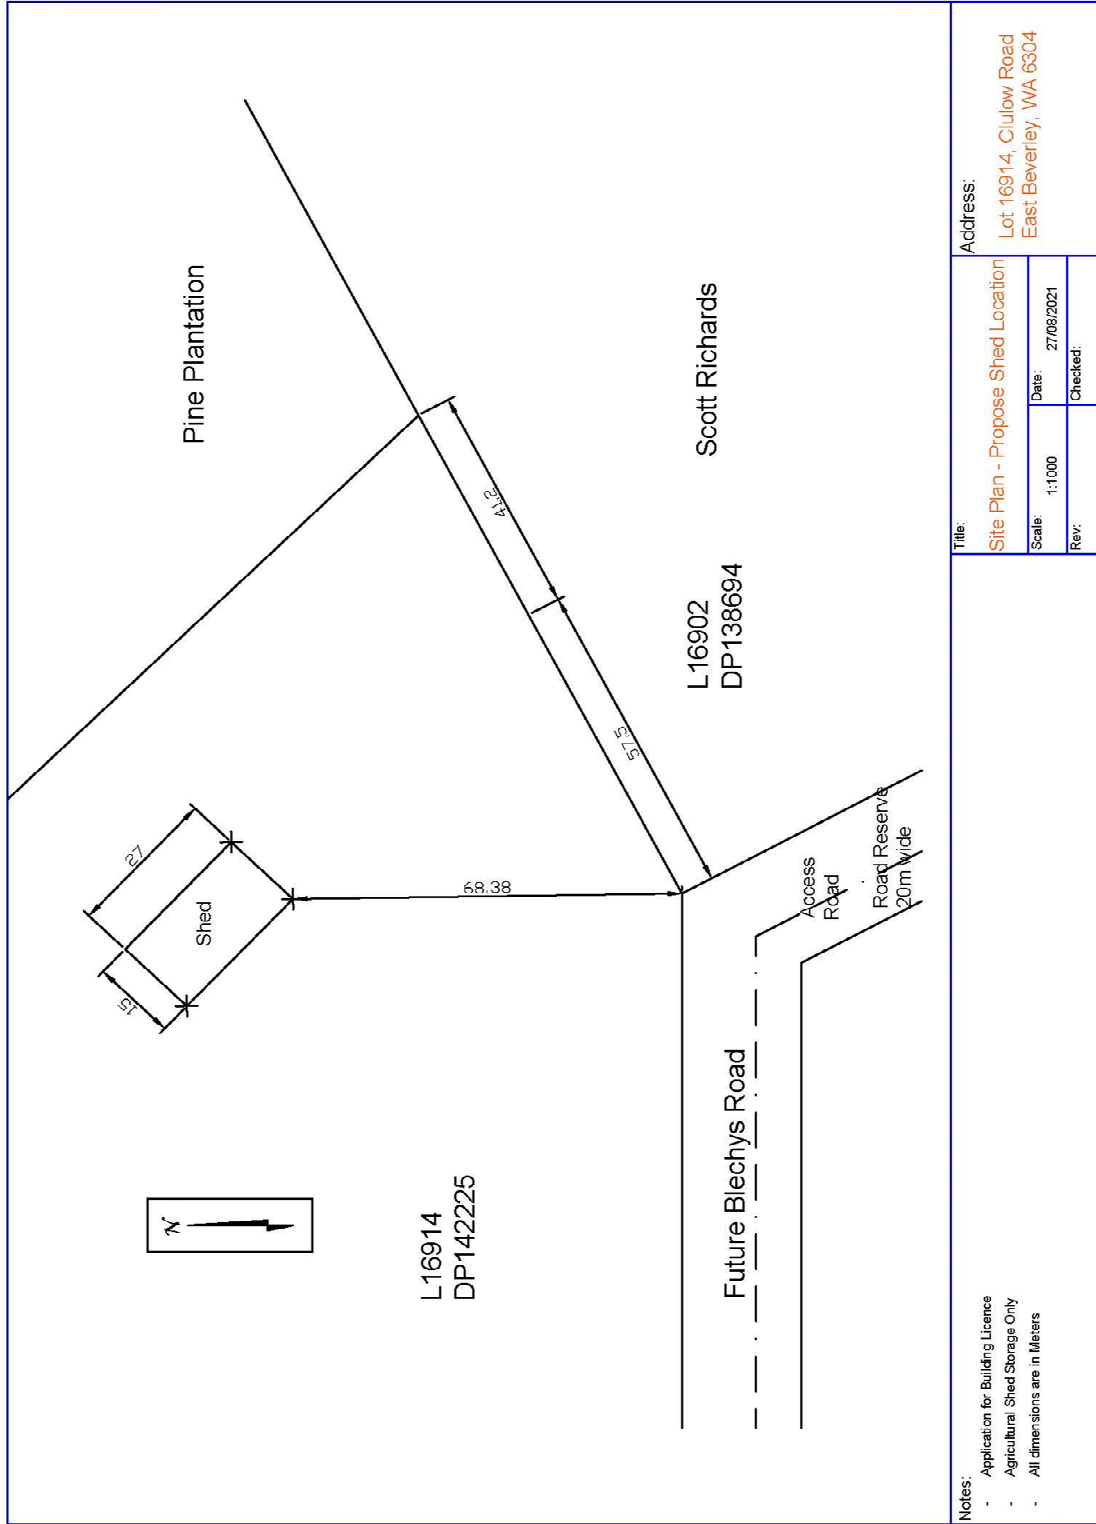 Pine Plantation
27
15
Shed
68.38
41.2
57.5
Scott Richards
L16914
DP142225
L16902
DP138694
Future Blechys Road
Access
Road
Road Reserve
20m wide
N
Notes:
- Application for Building Licence
- Agricultural Shed Storage Only
- All dimensions are in Meters
Title:
Site Plan - Propose Shed Location
Scale: 1:1000
Date: 27/08/2021
Rev:
Checked:
Address:
Lot 16914, Clulow Road
East Beverley, WA 6304